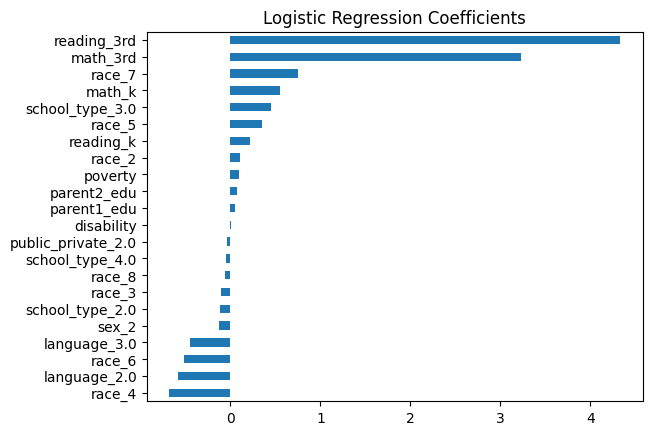 Logistic Regression Coefficients
reading_3rd
math_3rd
race_7
math_k
school_type_3.0
race_5
reading_k
race_2
poverty
parent2_edu
parent1_edu
disability
public_private_2.0
school_type_4.0
race_8
race_3
school_type_2.0
sex_2
language_3.0
race_6
language_2.0
race_4
0 1 2 3 4